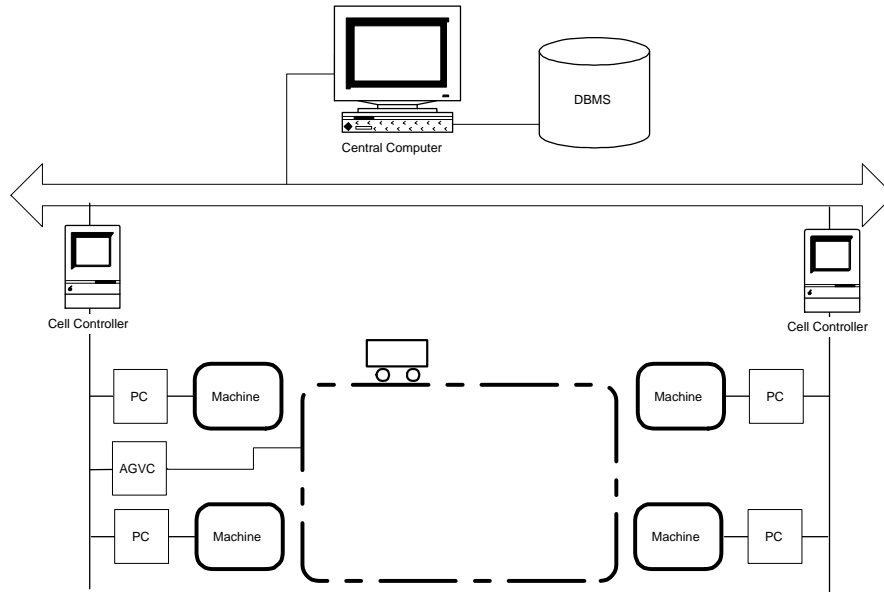 DBMS
Central Computer
Cell Controller
Cell Controller
PC
Machine
Machine
PC
AGVC
PC
Machine
Machine
PC